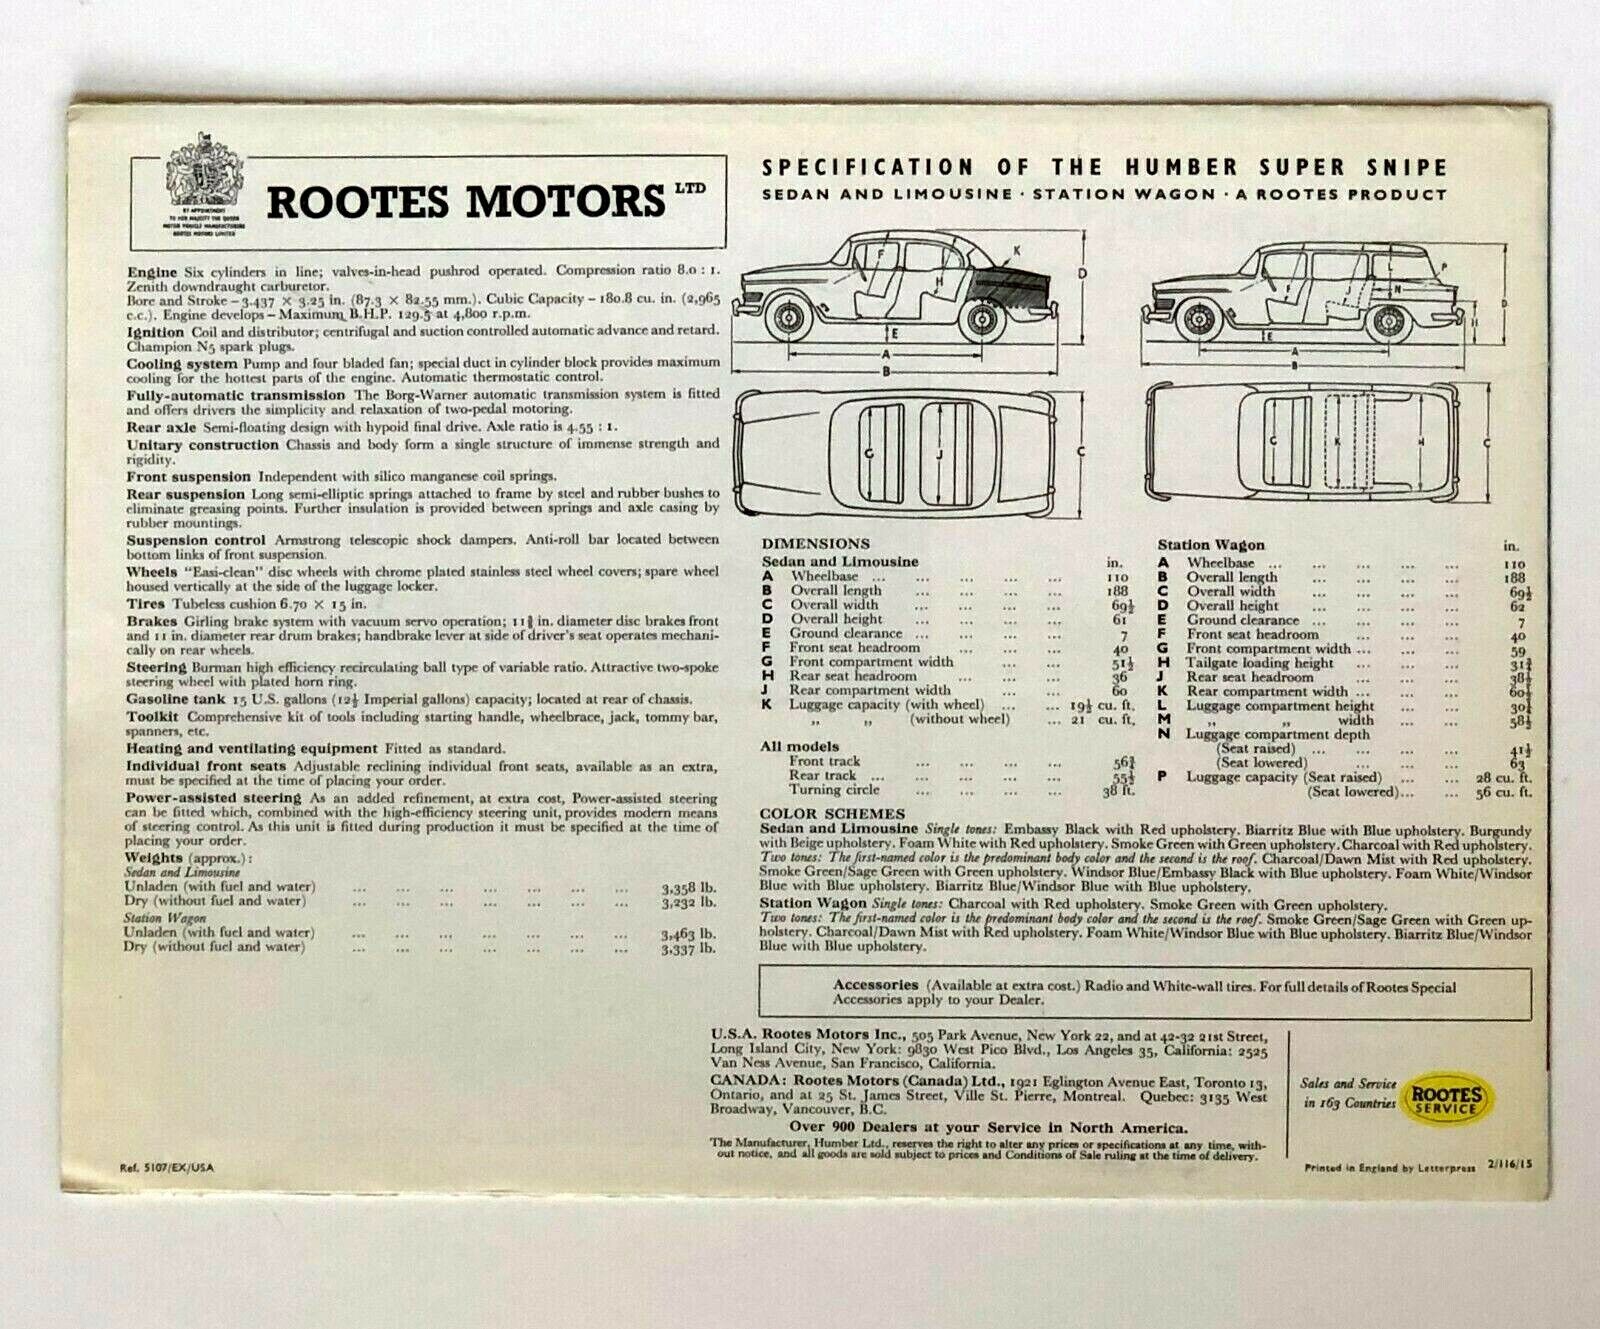 BY APPOINTMENT
TO HER MAJESTY THE QUEEN
MOTOR VEHICLE MANUFACTURERS
ROOTES MOTORS LIMITED
ROOTES MOTORS LTD
Engine Six cylinders in line; valves-in-head pushrod operated. Compression ratio 8.0 : 1.
Zenith downdraught carburetor.
Bore and Stroke – 3.437 × 3.25 in. (87.3 × 82.55 mm.). Cubic Capacity – 180.8 cu. in. (2,965
c.c.). Engine develops – Maximum B.H.P. 129.5 at 4,800 r.p.m.
Ignition Coil and distributor; centrifugal and suction controlled automatic advance and retard.
Champion N5 spark plugs.
Cooling system Pump and four bladed fan; special duct in cylinder block provides maximum
cooling for the hottest parts of the engine. Automatic thermostatic control.
Fully-automatic transmission The Borg-Warner automatic transmission system is fitted
and offers drivers the simplicity and relaxation of two-pedal motoring.
Rear axle Semi-floating design with hypoid final drive. Axle ratio is 4.55 : 1.
Unitary construction Chassis and body form a single structure of immense strength and
rigidity.
Front suspension Independent with silico manganese coil springs.
Rear suspension Long semi-elliptic springs attached to frame by steel and rubber bushes to
eliminate greasing points. Further insulation is provided between springs and axle casing by
rubber mountings.
Suspension control Armstrong telescopic shock dampers. Anti-roll bar located between
bottom links of front suspension.
Wheels "Easi-clean" disc wheels with chrome plated stainless steel wheel covers; spare wheel
housed vertically at the side of the luggage locker.
Tires Tubeless cushion 6.70 × 15 in.
Brakes Girling brake system with vacuum servo operation; 11⅜ in. diameter disc brakes front
and 11 in. diameter rear drum brakes; handbrake lever at side of driver's seat operates mechani-
cally on rear wheels.
Steering Burman high efficiency recirculating ball type of variable ratio. Attractive two-spoke
steering wheel with plated horn ring.
Gasoline tank 15 U.S. gallons (12½ Imperial gallons) capacity; located at rear of chassis.
Toolkit Comprehensive kit of tools including starting handle, wheelbrace, jack, tommy bar,
spanners, etc.
Heating and ventilating equipment Fitted as standard.
Individual front seats Adjustable reclining individual front seats, available as an extra,
must be specified at the time of placing your order.
Power-assisted steering As an added refinement, at extra cost, Power-assisted steering
can be fitted which, combined with the high-efficiency steering unit, provides modern means
of steering control. As this unit is fitted during production it must be specified at the time of
placing your order.
Weights (approx.) :
Sedan and Limousine
Unladen (with fuel and water) ... ... ... ... ... ... ... 3,358 lb.
Dry (without fuel and water) ... ... ... ... ... ... ... 3,232 lb.
Station Wagon
Unladen (with fuel and water) ... ... ... ... ... ... ... 3,463 lb.
Dry (without fuel and water) ... ... ... ... ... ... ... 3,337 lb.
Ref. 5107/EX/USA
SPECIFICATION OF THE HUMBER SUPER SNIPE
SEDAN AND LIMOUSINE · STATION WAGON · A ROOTES PRODUCT
F H K D E A B
G J C
L P N D H E A B
G K H C
DIMENSIONS
Sedan and Limousine in.
A Wheelbase ... ... ... ... ... 110
B Overall length ... ... ... ... 188
C Overall width ... ... ... ... 69½
D Overall height ... ... ... ... 61
E Ground clearance ... ... ... ... 7
F Front seat headroom ... ... ... 40
G Front compartment width ... ... 51½
H Rear seat headroom ... ... ... 36
J Rear compartment width ... ... 60
K Luggage capacity (with wheel) ... ... 19½ cu. ft.
„ „ (without wheel) ... 21 cu. ft.
All models
Front track ... ... ... ... 56¾
Rear track ... ... ... ... ... 55½
Turning circle ... ... ... ... 38 ft.
Station Wagon in.
A Wheelbase ... ... ... ... ... 110
B Overall length ... ... ... ... 188
C Overall width ... ... ... ... 69½
D Overall height ... ... ... ... 62
E Ground clearance ... ... ... ... 7
F Front seat headroom ... ... ... 40
G Front compartment width ... ... ... 59
H Tailgate loading height ... ... ... 31¾
J Rear seat headroom ... ... ... 38½
K Rear compartment width ... ... ... 60½
L Luggage compartment height ... ... 30¾
M „ „ width ... ... 58½
N Luggage compartment depth
(Seat raised) ... ... ... ... 41½
(Seat lowered) ... ... ... 63
P Luggage capacity (Seat raised) ... ... 28 cu. ft.
(Seat lowered)... ... 56 cu. ft.
COLOR SCHEMES
Sedan and Limousine Single tones: Embassy Black with Red upholstery. Biarritz Blue with Blue upholstery. Burgundy
with Beige upholstery. Foam White with Red upholstery. Smoke Green with Green upholstery. Charcoal with Red upholstery.
Two tones: The first-named color is the predominant body color and the second is the roof. Charcoal/Dawn Mist with Red upholstery.
Smoke Green/Sage Green with Green upholstery. Windsor Blue/Embassy Black with Blue upholstery. Foam White/Windsor
Blue with Blue upholstery. Biarritz Blue/Windsor Blue with Blue upholstery.
Station Wagon Single tones: Charcoal with Red upholstery. Smoke Green with Green upholstery.
Two tones: The first-named color is the predominant body color and the second is the roof. Smoke Green/Sage Green with Green up-
holstery. Charcoal/Dawn Mist with Red upholstery. Foam White/Windsor Blue with Blue upholstery. Biarritz Blue/Windsor
Blue with Blue upholstery.
Accessories (Available at extra cost.) Radio and White-wall tires. For full details of Rootes Special
Accessories apply to your Dealer.
U.S.A. Rootes Motors Inc., 505 Park Avenue, New York 22, and at 42-32 21st Street,
Long Island City, New York: 9830 West Pico Blvd., Los Angeles 35, California: 2525
Van Ness Avenue, San Francisco, California.
CANADA: Rootes Motors (Canada) Ltd., 1921 Eglington Avenue East, Toronto 13,
Ontario, and at 25 St. James Street, Ville St. Pierre, Montreal. Quebec: 3135 West
Broadway, Vancouver, B.C.
Over 900 Dealers at your Service in North America.
The Manufacturer, Humber Ltd., reserves the right to alter any prices or specifications at any time, with-
out notice, and all goods are sold subject to prices and Conditions of Sale ruling at the time of delivery.
Sales and Service
in 163 Countries
ROOTES
SERVICE
Printed in England by Letterpress 2/116/15